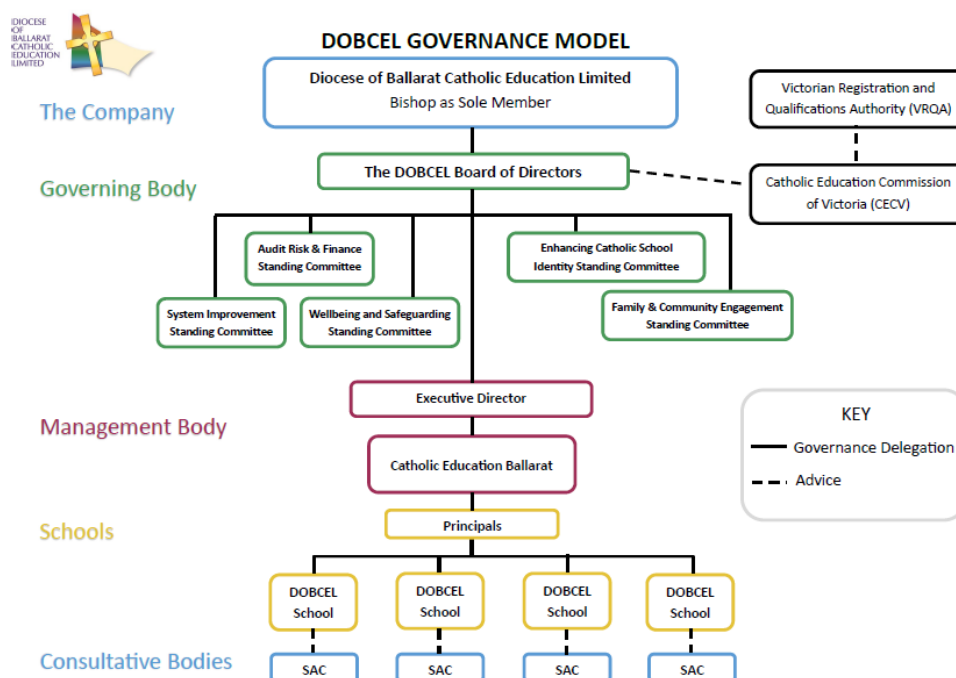 DIOCESE
OF
BALLARAT
CATHOLIC
EDUCATION
LIMITED
DOBCEL GOVERNANCE MODEL
The Company
Diocese of Ballarat Catholic Education Limited
Bishop as Sole Member
Victorian Registration and
Qualifications Authority (VRQA)
Governing Body
The DOBCEL Board of Directors
Catholic Education Commission
of Victoria (CECV)
Audit Risk & Finance
Standing Committee
Enhancing Catholic School
Identity Standing Committee
System Improvement
Standing Committee
Wellbeing and Safeguarding
Standing Committee
Family & Community Engagement
Standing Committee
Management Body
Executive Director
Catholic Education Ballarat
KEY
Governance Delegation
Advice
Schools
Principals
DOBCEL
School
DOBCEL
School
DOBCEL
School
DOBCEL
School
Consultative Bodies
SAC
SAC
SAC
SAC